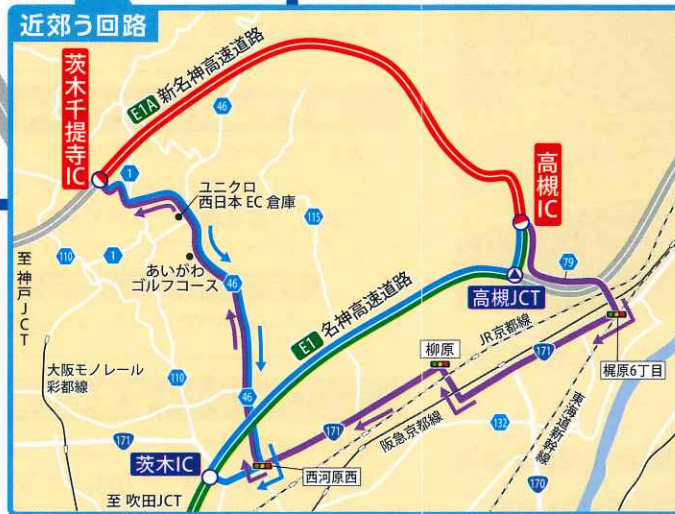 近郊う回路
茨木千提寺IC
E1A 新名神高速道路
46
高槻IC
1
ユニクロ
西日本 EC 倉庫
115
110
1
あいがわ
ゴルフコース
46
79
高槻JCT
至 神戸JCT
E1 名神高速道路
JR京都線
171
柳原
梶原6丁目
大阪モノレール
彩都線
110
46
171
阪急京都線
132
東海道新幹線
171
茨木IC
西河原西
170
至 吹田JCT